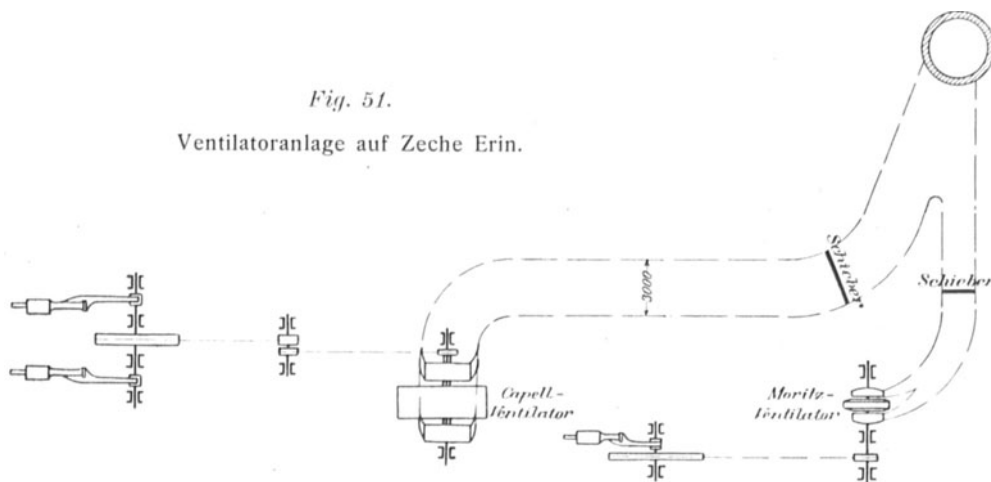 Fig. 51.
Ventilatoranlage auf Zeche Erin.
Schieber
Schieber
3000
Capell-
Ventilator
Moritz-
Ventilator